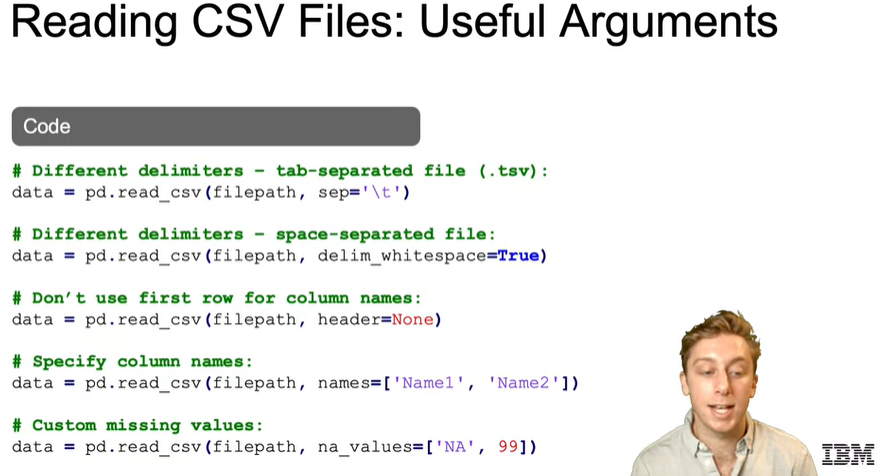 Reading CSV Files: Useful Arguments
Code
# Different delimiters – tab-separated file (.tsv):
data = pd.read_csv(filepath, sep='\t')
# Different delimiters – space-separated file:
data = pd.read_csv(filepath, delim_whitespace=True)
# Don’t use first row for column names:
data = pd.read_csv(filepath, header=None)
# Specify column names:
data = pd.read_csv(filepath, names=['Name1', 'Name2'])
# Custom missing values:
data = pd.read_csv(filepath, na_values=['NA', 99])
IBM